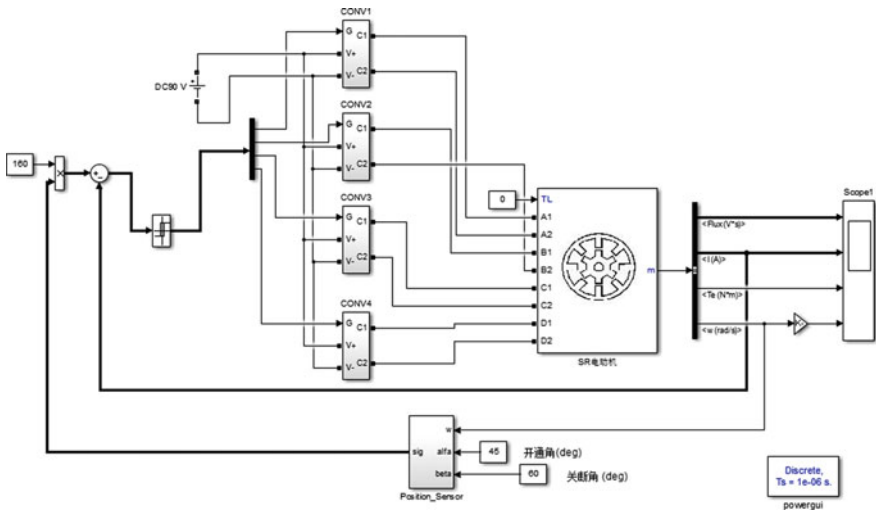 CONV1
G
C1
V+
C2
V-
DC90 V
+
CONV2
G
C1
V+
C2
V-
160
×
+
-
CONV3
G
C1
V+
C2
V-
CONV4
G
C1
V+
C2
V-
0
TL
A1
A2
B1
B2
C1
C2
D1
D2
m
SR电动机
<Flux (V*s)>
<I (A)>
<Te (N*m)>
<w (rad/s)>
Scope1
w
sig
alfa
beta
Position_Sensor
45
开通角(deg)
60
关断角 (deg)
Discrete,
Ts = 1e-06 s.
powergui